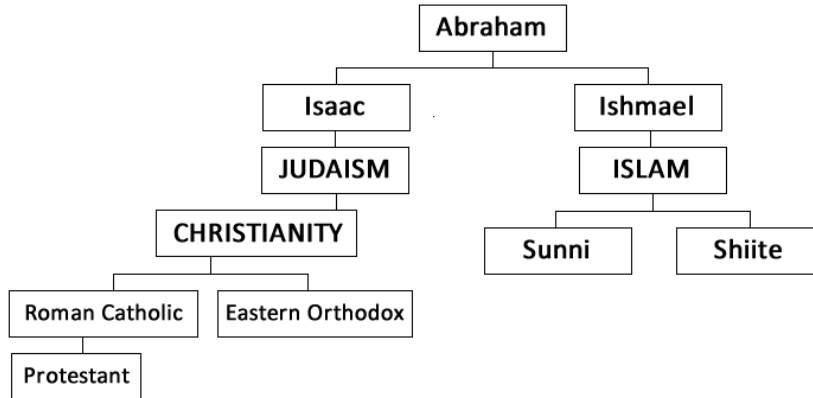 Abraham
Isaac
Ishmael
JUDAISM
ISLAM
CHRISTIANITY
Sunni
Shiite
Roman Catholic
Eastern Orthodox
Protestant